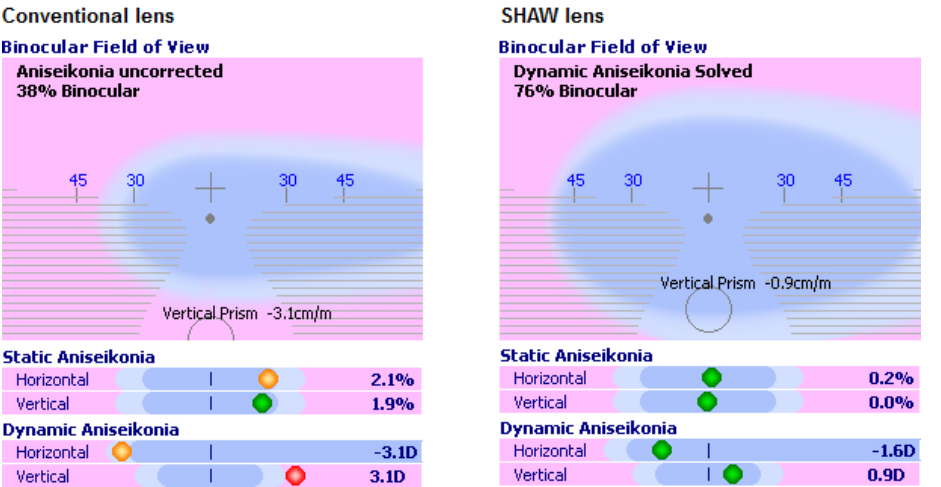 Conventional lens
Binocular Field of View
Aniseikonia uncorrected
38% Binocular
45 30 30 45
Vertical Prism -3.1cm/m
Static Aniseikonia
Horizontal 2.1%
Vertical 1.9%
Dynamic Aniseikonia
Horizontal -3.1D
Vertical 3.1D
SHAW lens
Binocular Field of View
Dynamic Aniseikonia Solved
76% Binocular
45 30 30 45
Vertical Prism -0.9cm/m
Static Aniseikonia
Horizontal 0.2%
Vertical 0.0%
Dynamic Aniseikonia
Horizontal -1.6D
Vertical 0.9D